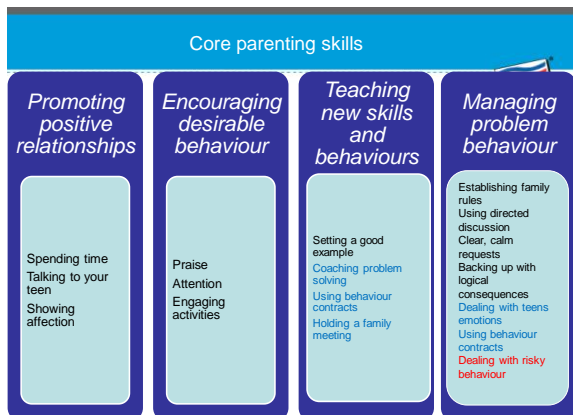 Core parenting skills
Promoting
positive
relationships
Spending time
Talking to your
teen
Showing
affection
Encouraging
desirable
behaviour
Praise
Attention
Engaging
activities
Teaching
new skills
and
behaviours
Setting a good
example
Coaching problem
solving
Using behaviour
contracts
Holding a family
meeting
Managing
problem
behaviour
Establishing family
rules
Using directed
discussion
Clear, calm
requests
Backing up with
logical
consequences
Dealing with teens
emotions
Using behaviour
contracts
Dealing with risky
behaviour